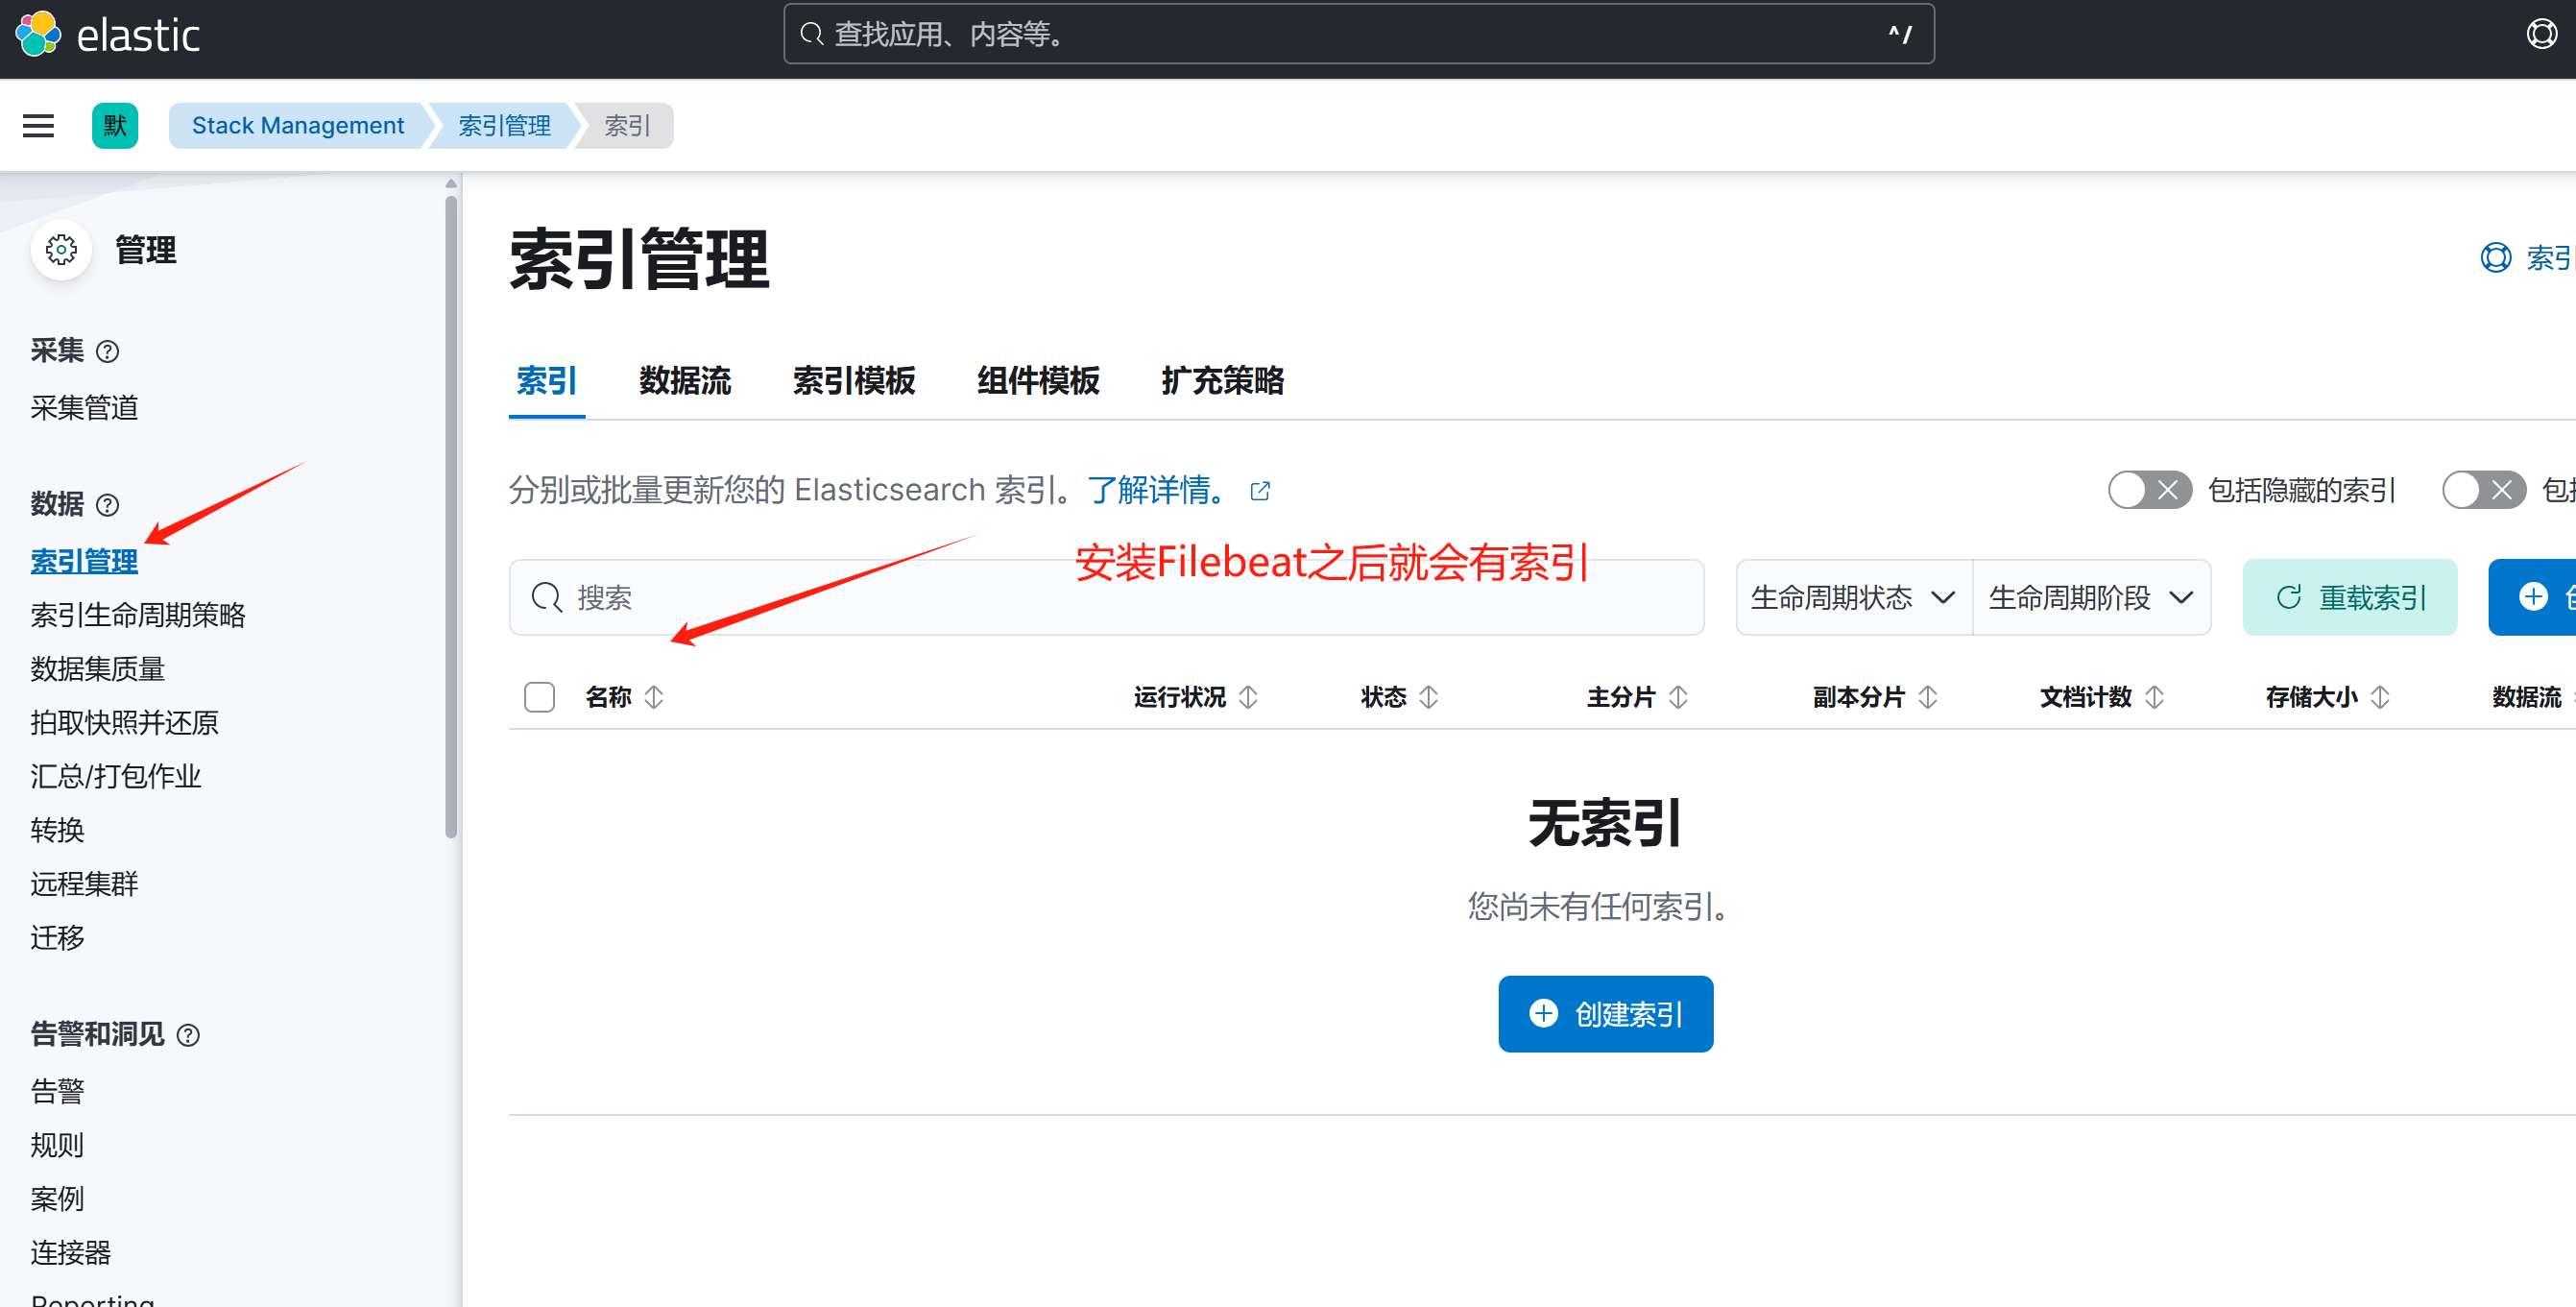 elastic
查找应用、内容等。
^/
默
Stack Management
索引管理
索引
管理
采集
采集管道
数据
索引管理
索引生命周期策略
数据集质量
拍取快照并还原
汇总/打包作业
转换
远程集群
迁移
告警和洞见
告警
规则
案例
连接器
Reporting
索引管理
索引
索引 数据流 索引模板 组件模板 扩充策略
分别或批量更新您的 Elasticsearch 索引。了解详情。
包括隐藏的索引
安装Filebeat之后就会有索引
搜索
生命周期状态
生命周期阶段
重载索引
名称 运行状况 状态 主分片 副本分片 文档计数 存储大小 数据流
无索引
您尚未有任何索引。
创建索引